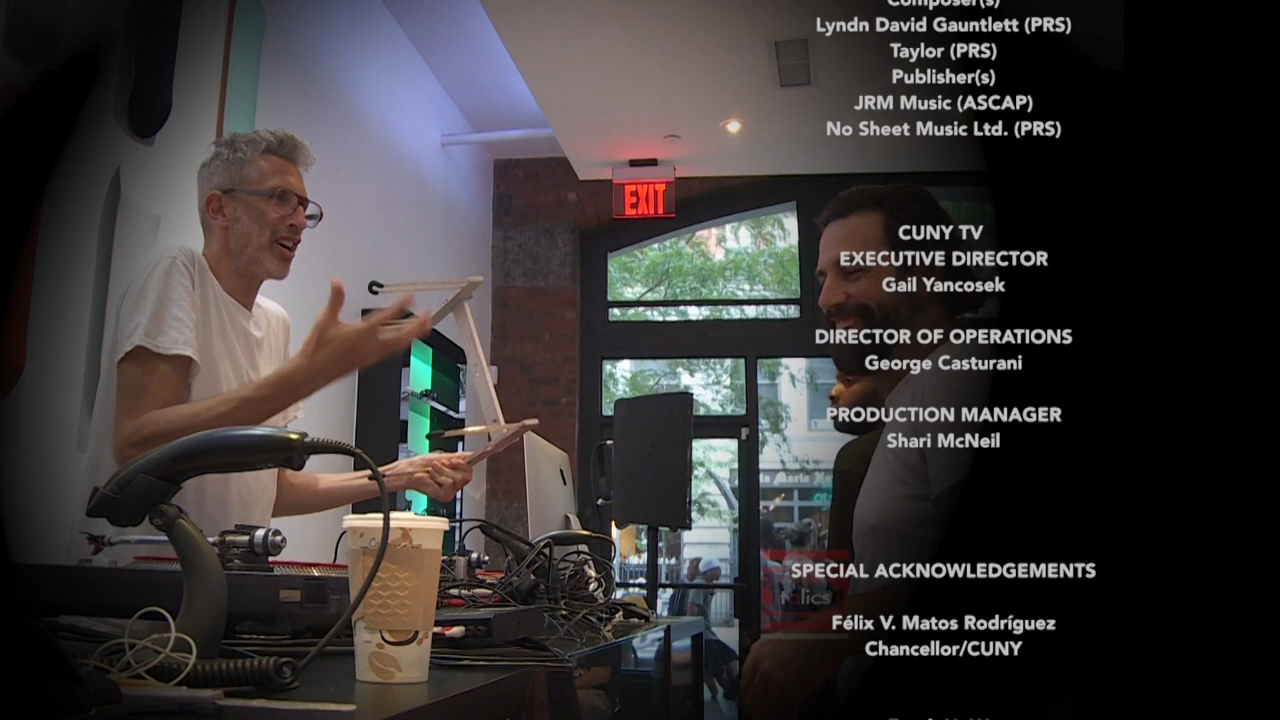 Composer(s)
Lyndn David Gauntlett (PRS)
Taylor (PRS)
Publisher(s)
JRM Music (ASCAP)
No Sheet Music Ltd. (PRS)
EXIT
CUNY TV
EXECUTIVE DIRECTOR
Gail Yancosek
DIRECTOR OF OPERATIONS
George Casturani
PRODUCTION MANAGER
Shari McNeil
SPECIAL ACKNOWLEDGEMENTS
Félix V. Matos Rodríguez
Chancellor/CUNY